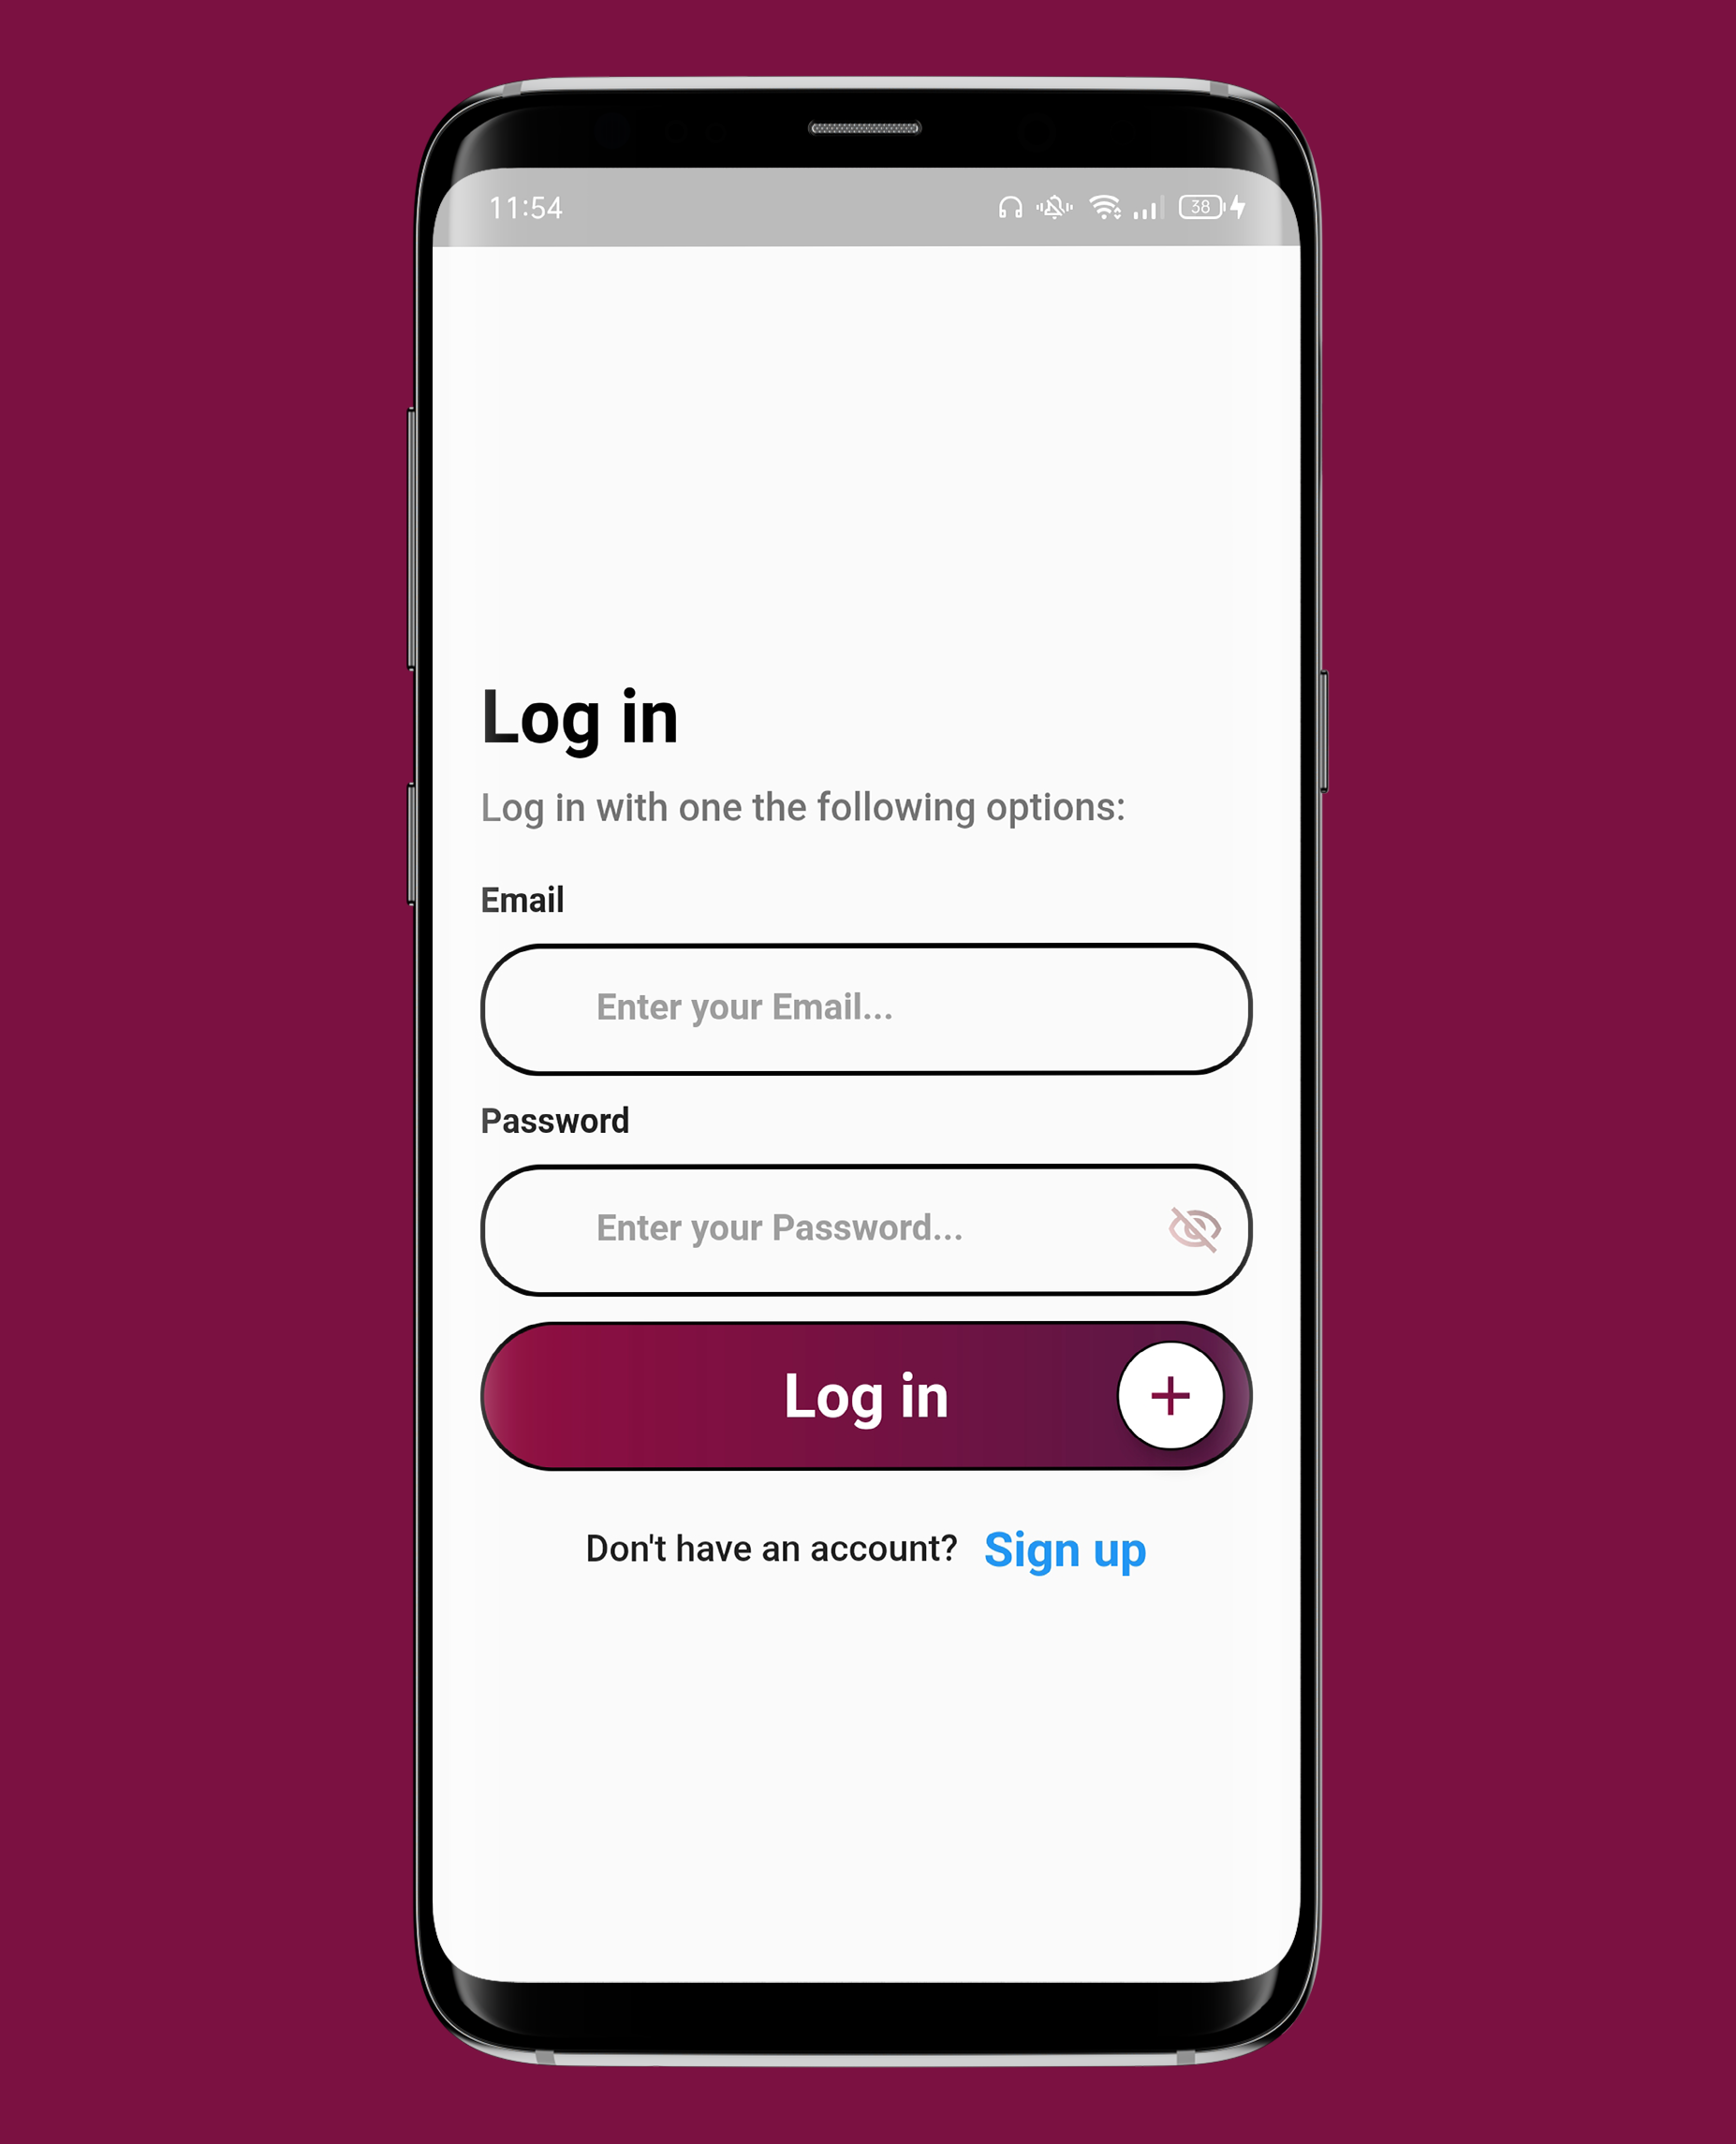 11:54
38
Log in
Log in with one the following options:
Email
Enter your Email...
Password
Enter your Password...
Log in
Don't have an account? Sign up